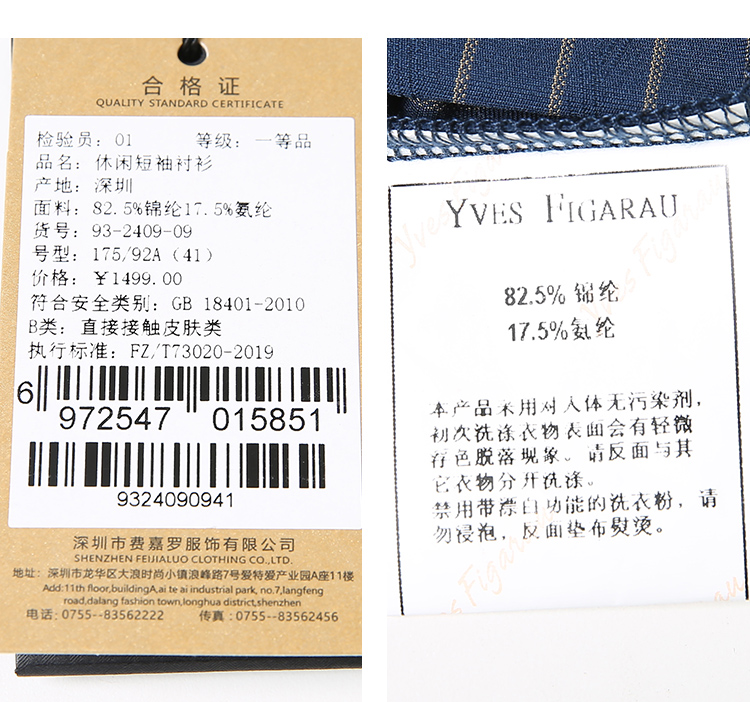 合格证
QUALITY STANDARD CERTIFICATE
检验员：01 等级：一等品
品名：休闲短袖衬衫
产地：深圳
面料：82.5%锦纶17.5%氨纶
货号：93-2409-09
号型：175/92A（41）
价格：￥1499.00
符合安全类别：GB 18401-2010
B类：直接接触皮肤类
执行标准：FZ/T73020-2019
6 972547 015851
9324090941
深圳市费嘉罗服饰有限公司
SHENZHEN FEIJIALUO CLOTHING CO.,LTD.
地址：深圳市龙华区大浪时尚小镇浪峰路7号爱特爱产业园A座11楼
Add:11th floor,buildingA,ai te ai industrial park, no.7,langfeng
road,dalang fashion town,longhua district,shenzhen
电话：0755--83562222 传真：0755--83562456
YVES FIGARAU
82.5% 锦纶
17.5%氨纶
本产品采用对人体无污染剂，
初次洗涤衣物表面会有轻微
存色脱落现象。请反面与其
它衣物分开洗涤。
禁用带漂白功能的洗衣粉，请
勿浸泡，反面垫布熨烫。
Yves Figarau
Yves Figarau